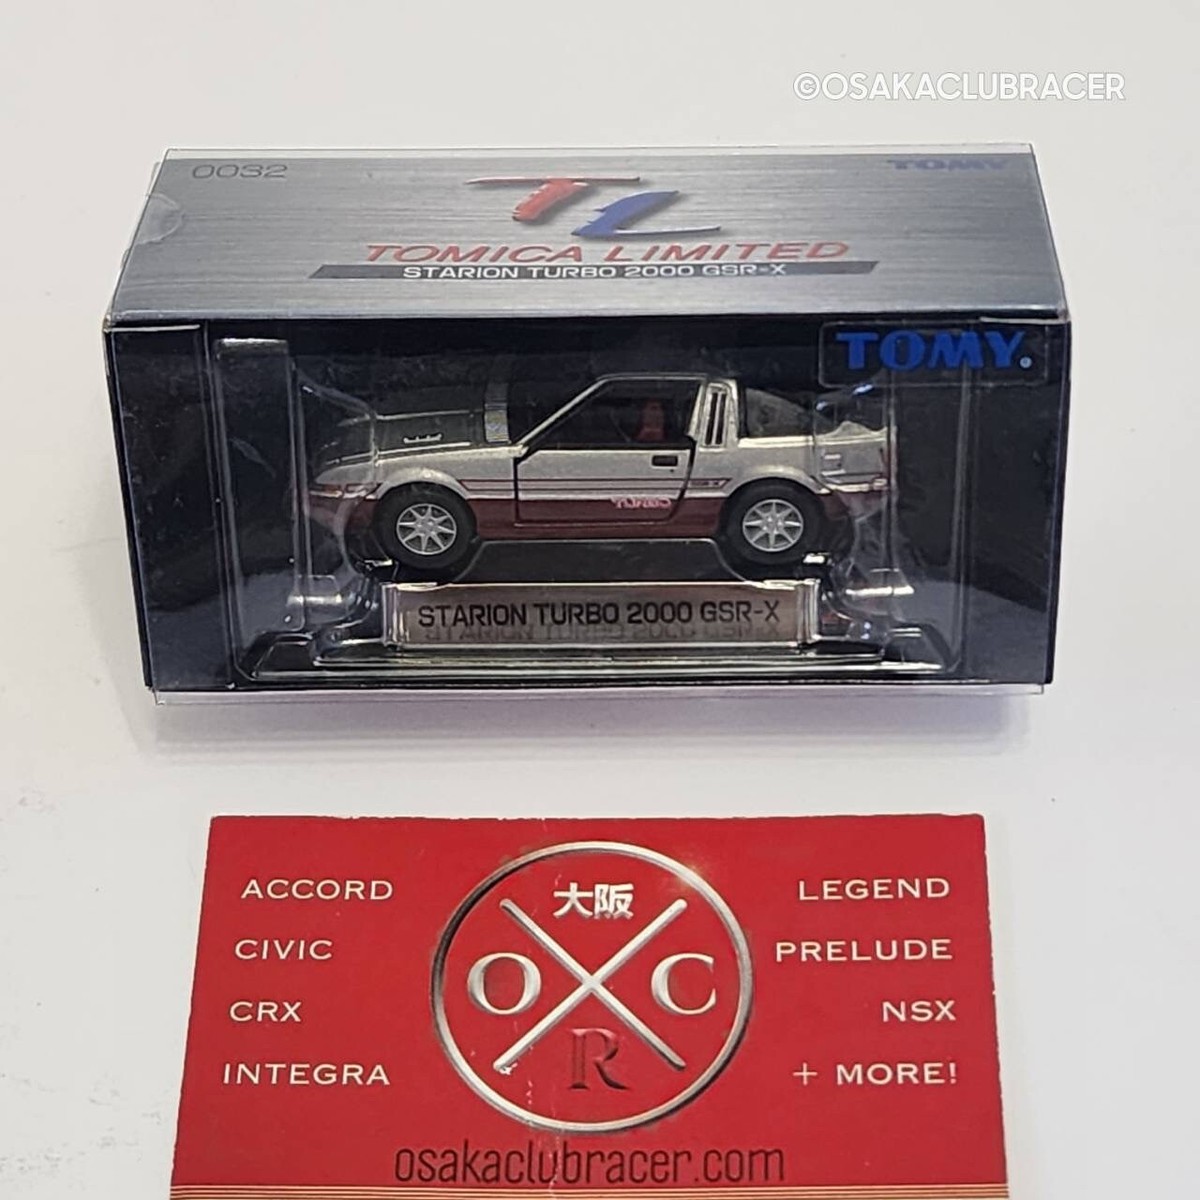 ©OSAKACLUBRACER
0032
TOMY
TL
TOMICA LIMITED
STARION TURBO 2000 GSR-X
TOMY.
TURBO
STARION TURBO 2000 GSR-X
ACCORD
CIVIC
CRX
INTEGRA
大阪
O C
R
LEGEND
PRELUDE
NSX
+ MORE!
osakaclubracer.com